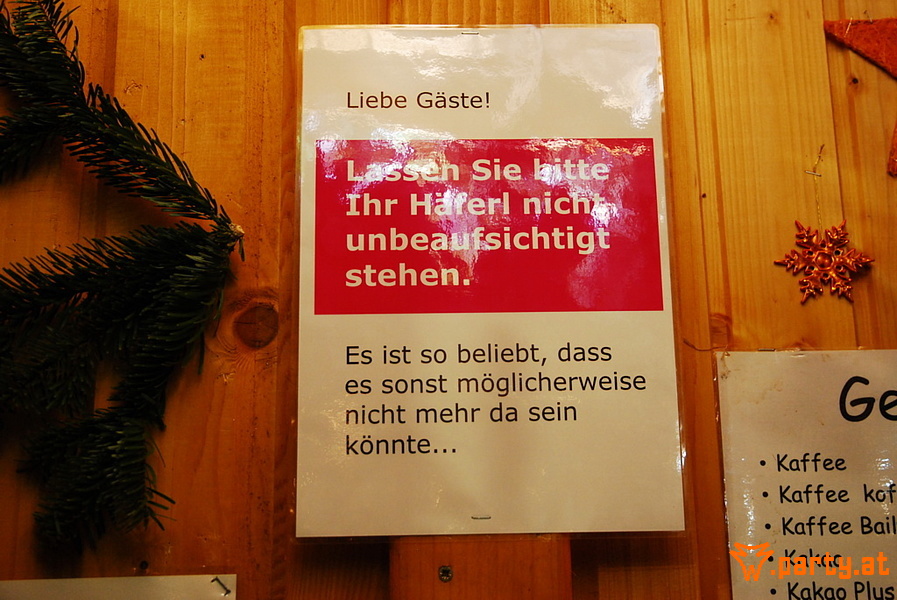 Liebe Gäste!
Lassen Sie bitte
Ihr Häferl nicht
unbeaufsichtigt
stehen.
Es ist so beliebt, dass
es sonst möglicherweise
nicht mehr da sein
könnte...
Ge
• Kaffee
• Kaffee kof
• Kaffee Bail
• Kakao
• Kakao Plus
party.at